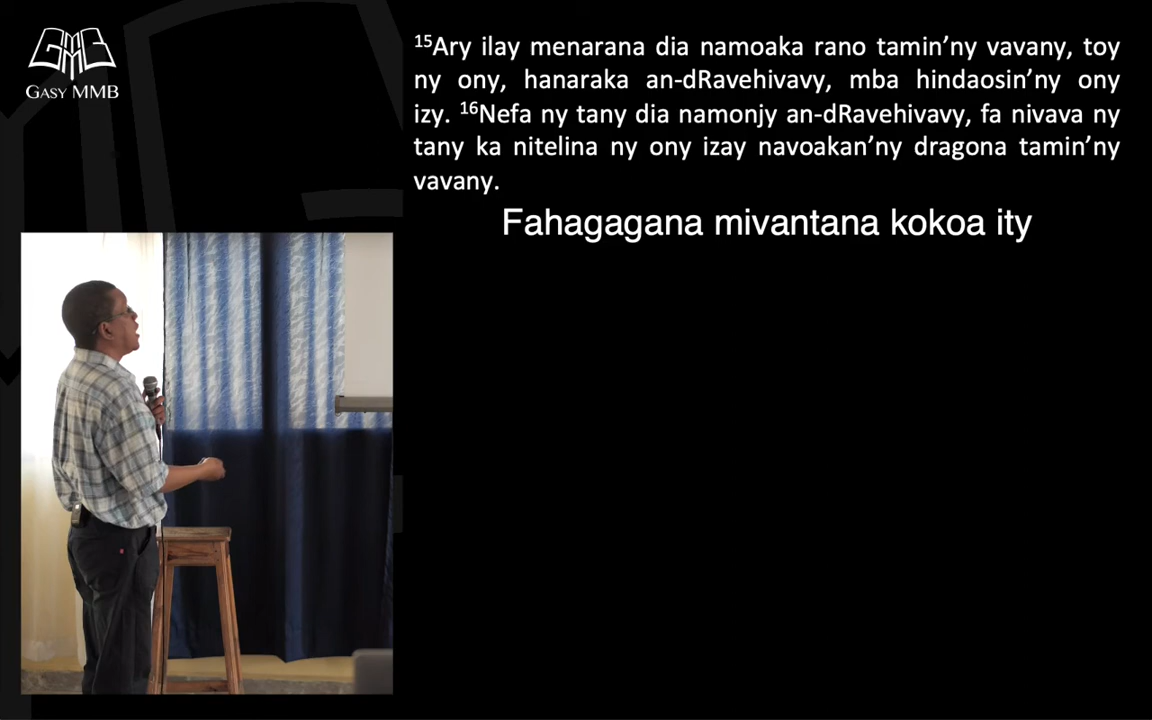 GMB
GASY MMB
¹⁵Ary ilay menarana dia namoaka rano tamin’ny vavany, toy
ny ony, hanaraka an-dRavehivavy, mba hindaosin’ny ony
izy. ¹⁶Nefa ny tany dia namonjy an-dRavehivavy, fa nivava ny
tany ka nitelina ny ony izay navoakan’ny dragona tamin’ny
vavany.
Fahagagana mivantana kokoa ity